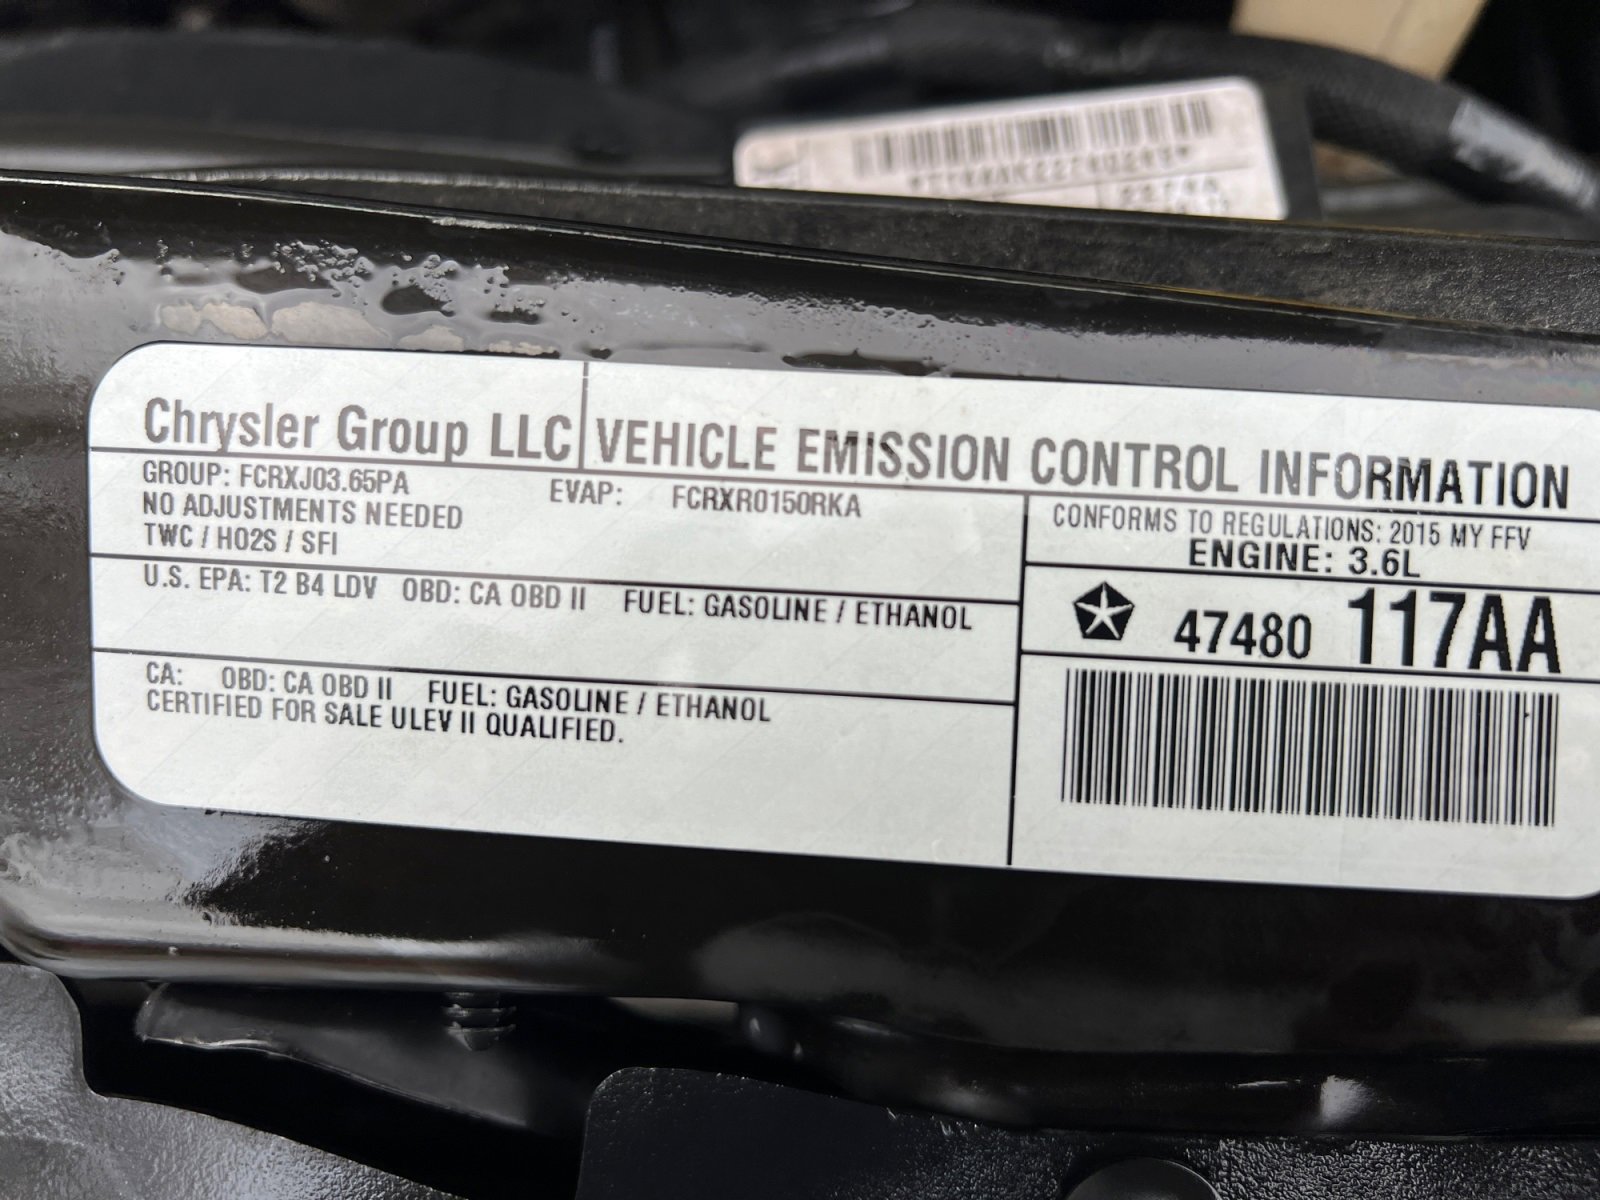 Chrysler Group LLC VEHICLE EMISSION CONTROL INFORMATION
GROUP: FCRXJ03.65PA EVAP: FCRXR0150RKA
NO ADJUSTMENTS NEEDED
TWC / HO2S / SFI
CONFORMS TO REGULATIONS: 2015 MY FFV
ENGINE: 3.6L
U.S. EPA: T2 B4 LDV OBD: CA OBD II FUEL: GASOLINE / ETHANOL
47480 117AA
CA: OBD: CA OBD II FUEL: GASOLINE / ETHANOL
CERTIFIED FOR SALE ULEV II QUALIFIED.